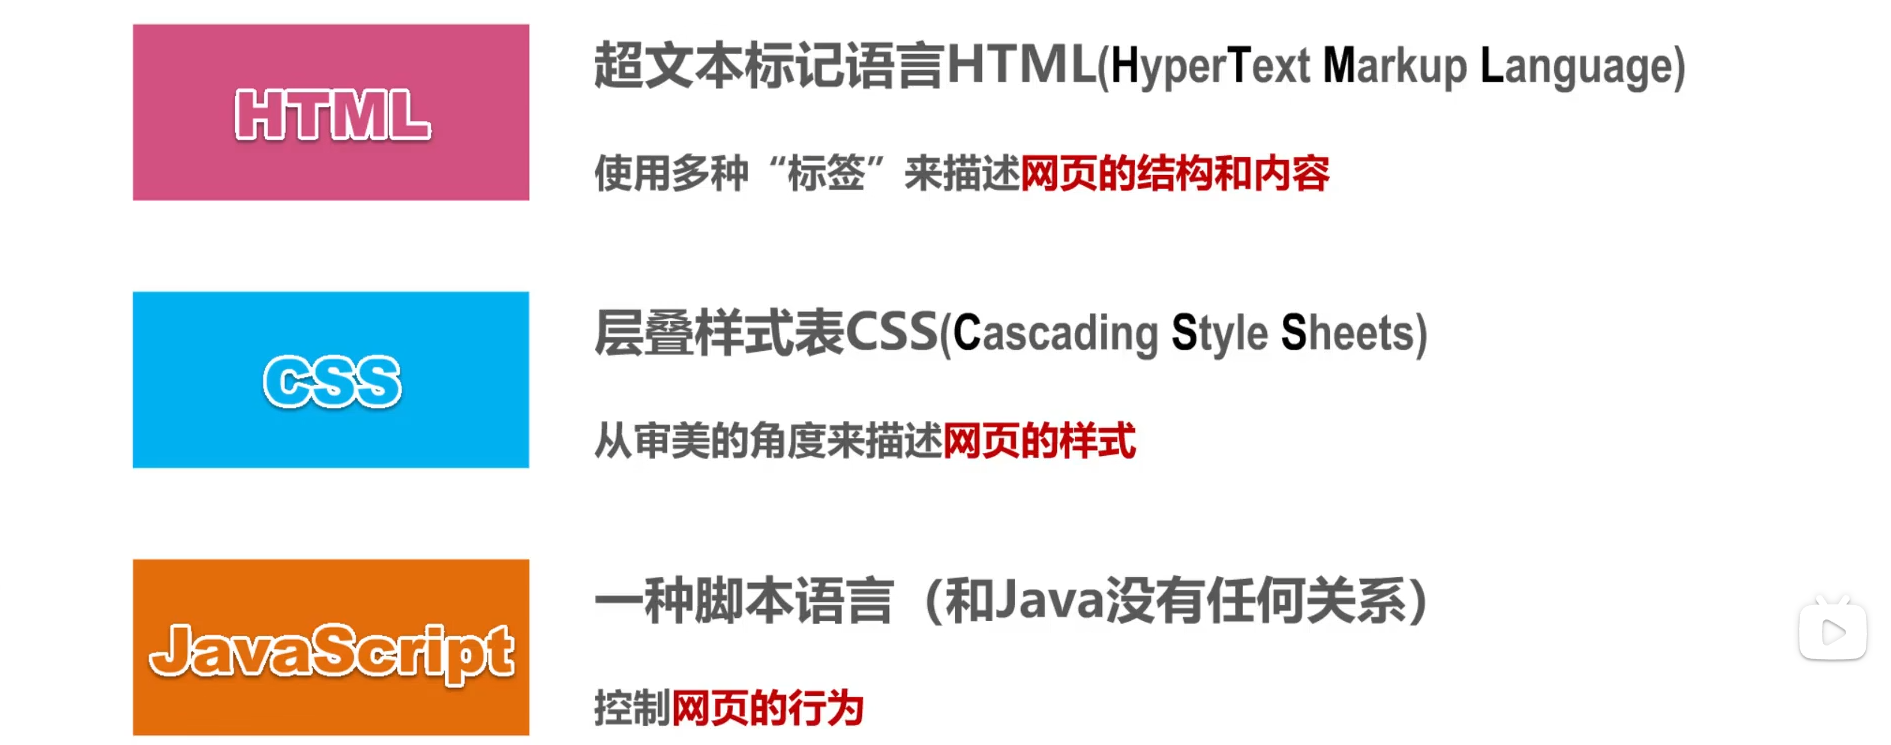 HTML
超文本标记语言HTML(HyperText Markup Language)
使用多种“标签”来描述网页的结构和内容
CSS
层叠样式表CSS(Cascading Style Sheets)
从审美的角度来描述网页的样式
JavaScript
一种脚本语言（和Java没有任何关系）
控制网页的行为